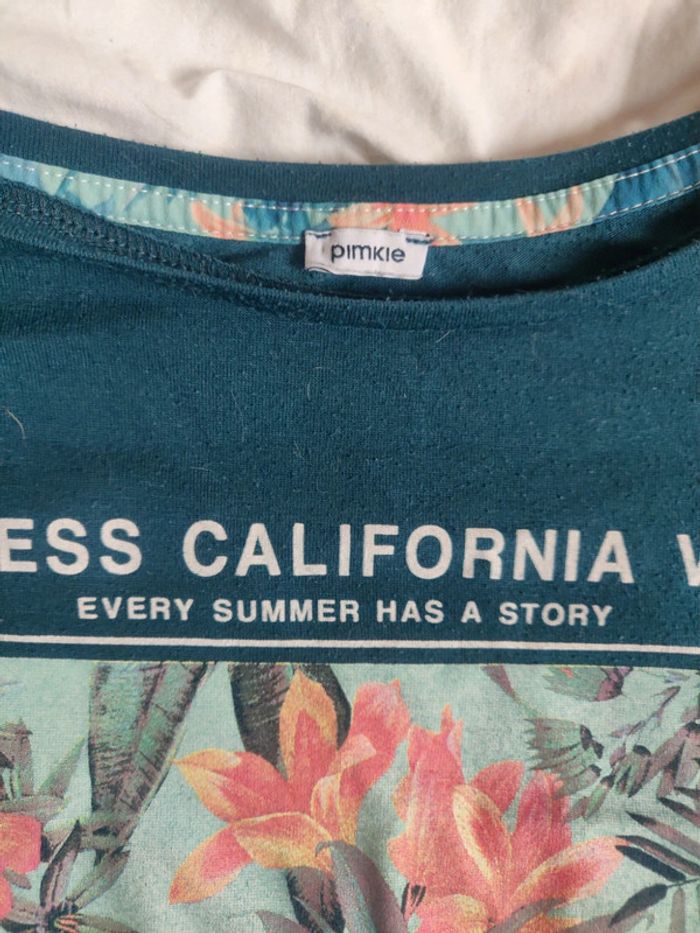 pimkie
ESS CALIFORNIA
EVERY SUMMER HAS A STORY